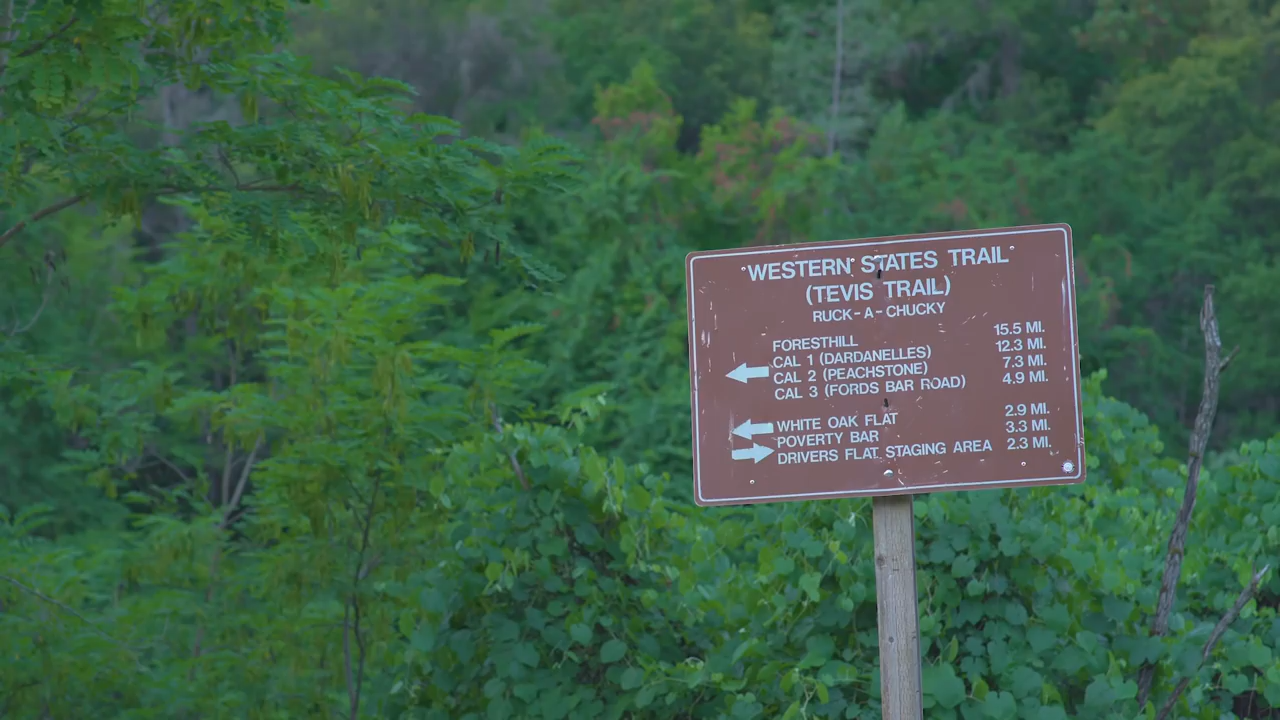 WESTERN STATES TRAIL
(TEVIS TRAIL)
RUCK-A-CHUCKY
FORESTHILL 15.5 MI.
CAL 1 (DARDANELLES) 12.3 MI.
CAL 2 (PEACHSTONE) 7.3 MI.
CAL 3 (FORDS BAR ROAD) 4.9 MI.
WHITE OAK FLAT 2.9 MI.
POVERTY BAR 3.3 MI.
DRIVERS FLAT STAGING AREA 2.3 MI.